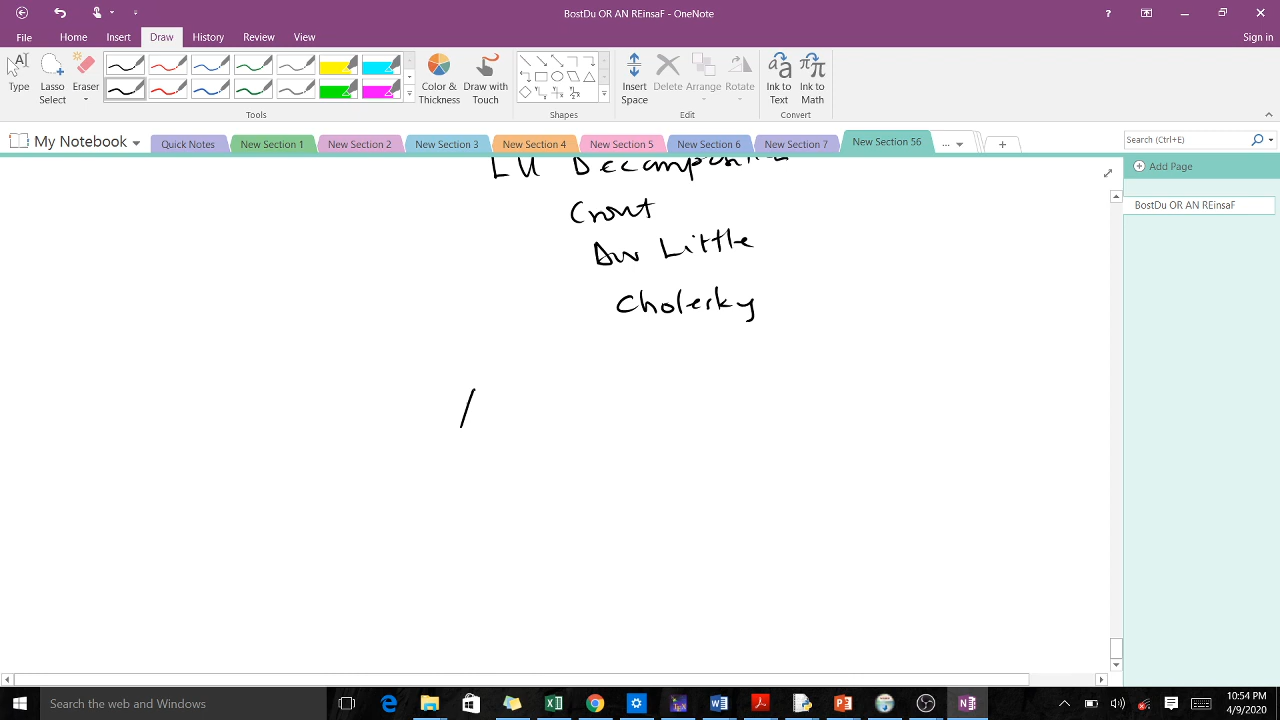 BostDu OR AN REinsaF - OneNote
File Home Insert Draw History Review View Sign in
Type
Lasso Select
Eraser
Color & Thickness
Draw with Touch
Insert Space
Delete
Arrange
Rotate
Ink to Text
Ink to Math
Tools Shapes Edit Convert
My Notebook Quick Notes New Section 1 New Section 2 New Section 3 New Section 4 New Section 5 New Section 6 New Section 7 New Section 56 ... Search (Ctrl+E)
Add Page
BostDu OR AN REinsaF
LU
Crout
Little
Cholesky
Search the web and Windows
10:54 PM
4/9/2020